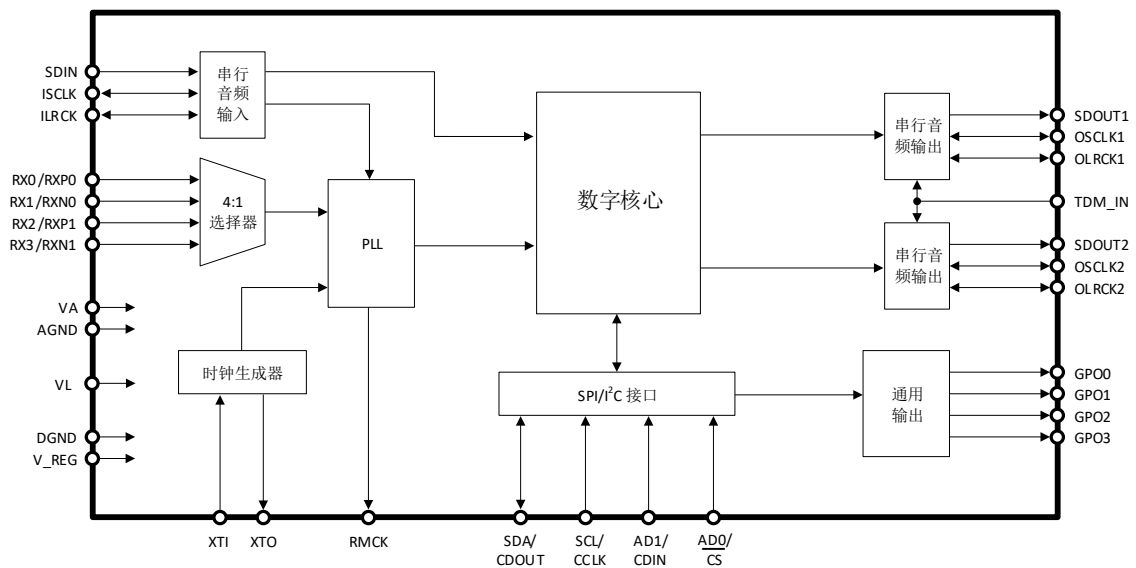 SDIN
ISCLK
ILRCK
串行
音频
输入
RX0/RXP0
RX1/RXN0
RX2/RXP1
RX3/RXN1
4:1
选择器
PLL
数字核心
串行音
频输出
SDOUT1
OSCLK1
OLRCK1
TDM_IN
串行音
频输出
SDOUT2
OSCLK2
OLRCK2
VA
AGND
VL
DGND
V_REG
时钟生成器
SPI/I²C 接口
通用
输出
GPO0
GPO1
GPO2
GPO3
XTI
XTO
RMCK
SDA/
CDOUT
SCL/
CCLK
AD1/
CDIN
AD0/
CS